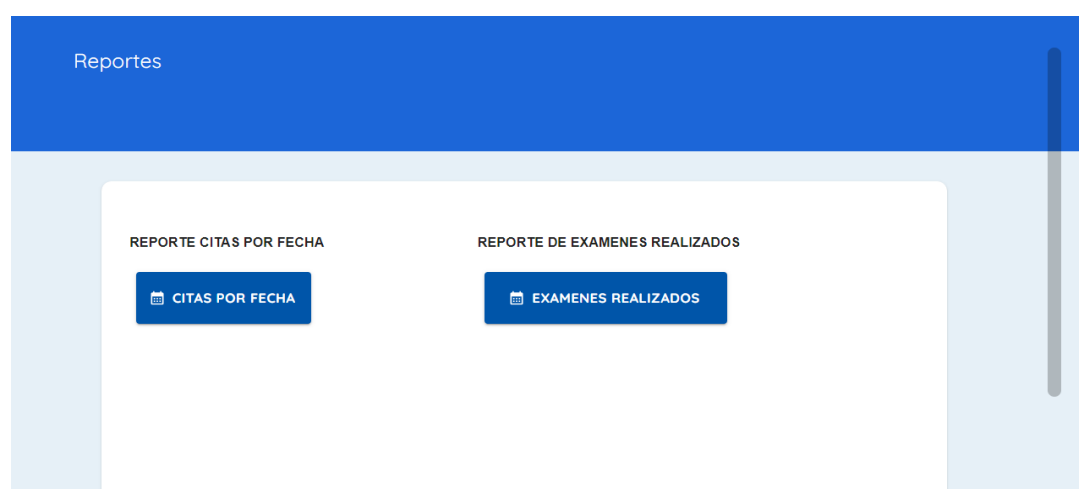 Reportes
REPORTE CITAS POR FECHA
CITAS POR FECHA
REPORTE DE EXAMENES REALIZADOS
EXAMENES REALIZADOS